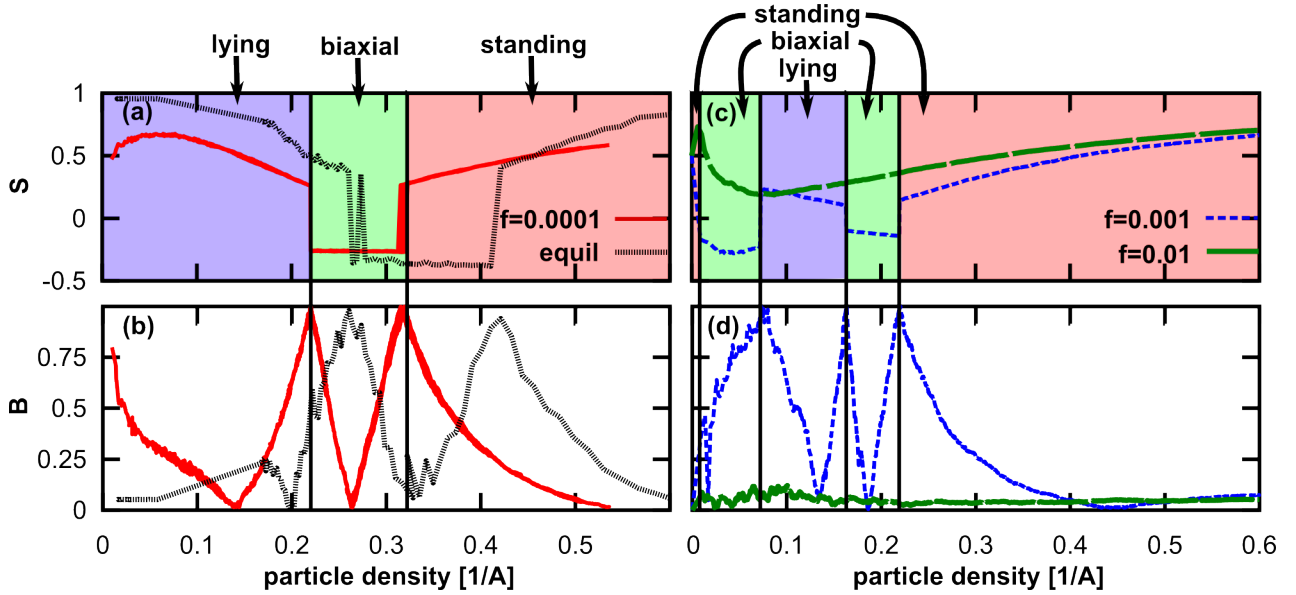 standing
lying biaxial standing biaxial
lying
1 (a) (c)
0.5
S
0 f=0.0001 f=0.001
equil f=0.01
-0.5
(b) (d)
0.75
B 0.5
0.25
0
0 0.1 0.2 0.3 0.4 0.5 0 0.1 0.2 0.3 0.4 0.5 0.6
particle density [1/A] particle density [1/A]